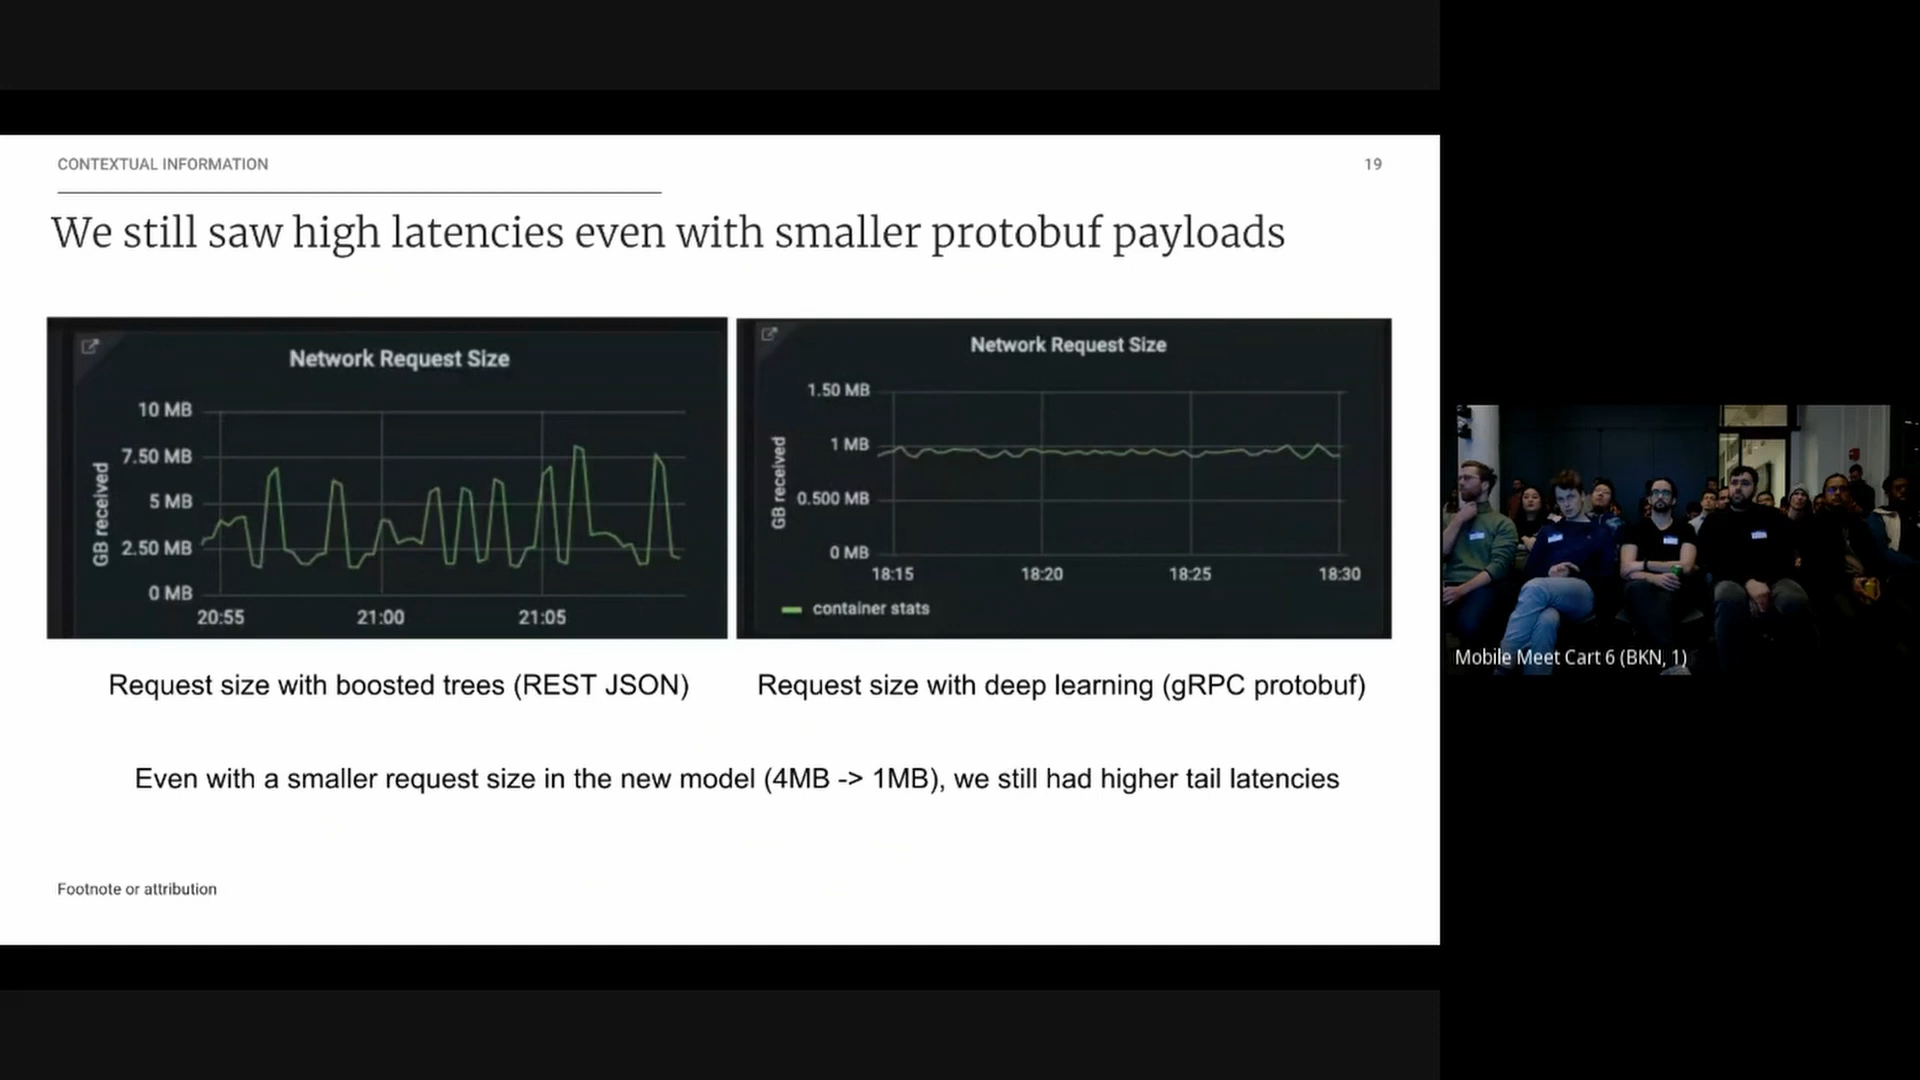 CONTEXTUAL INFORMATION
19
We still saw high latencies even with smaller protobuf payloads
Network Request Size
GB received
10 MB
7.50 MB
5 MB
2.50 MB
0 MB
20:55
21:00
21:05
Network Request Size
GB received
1.50 MB
1 MB
0.500 MB
0 MB
18:15
18:20
18:25
18:30
container stats
Request size with boosted trees (REST JSON)
Request size with deep learning (gRPC protobuf)
Even with a smaller request size in the new model (4MB -> 1MB), we still had higher tail latencies
Footnote or attribution
Mobile Meet Cart 6 (BKN, 1)